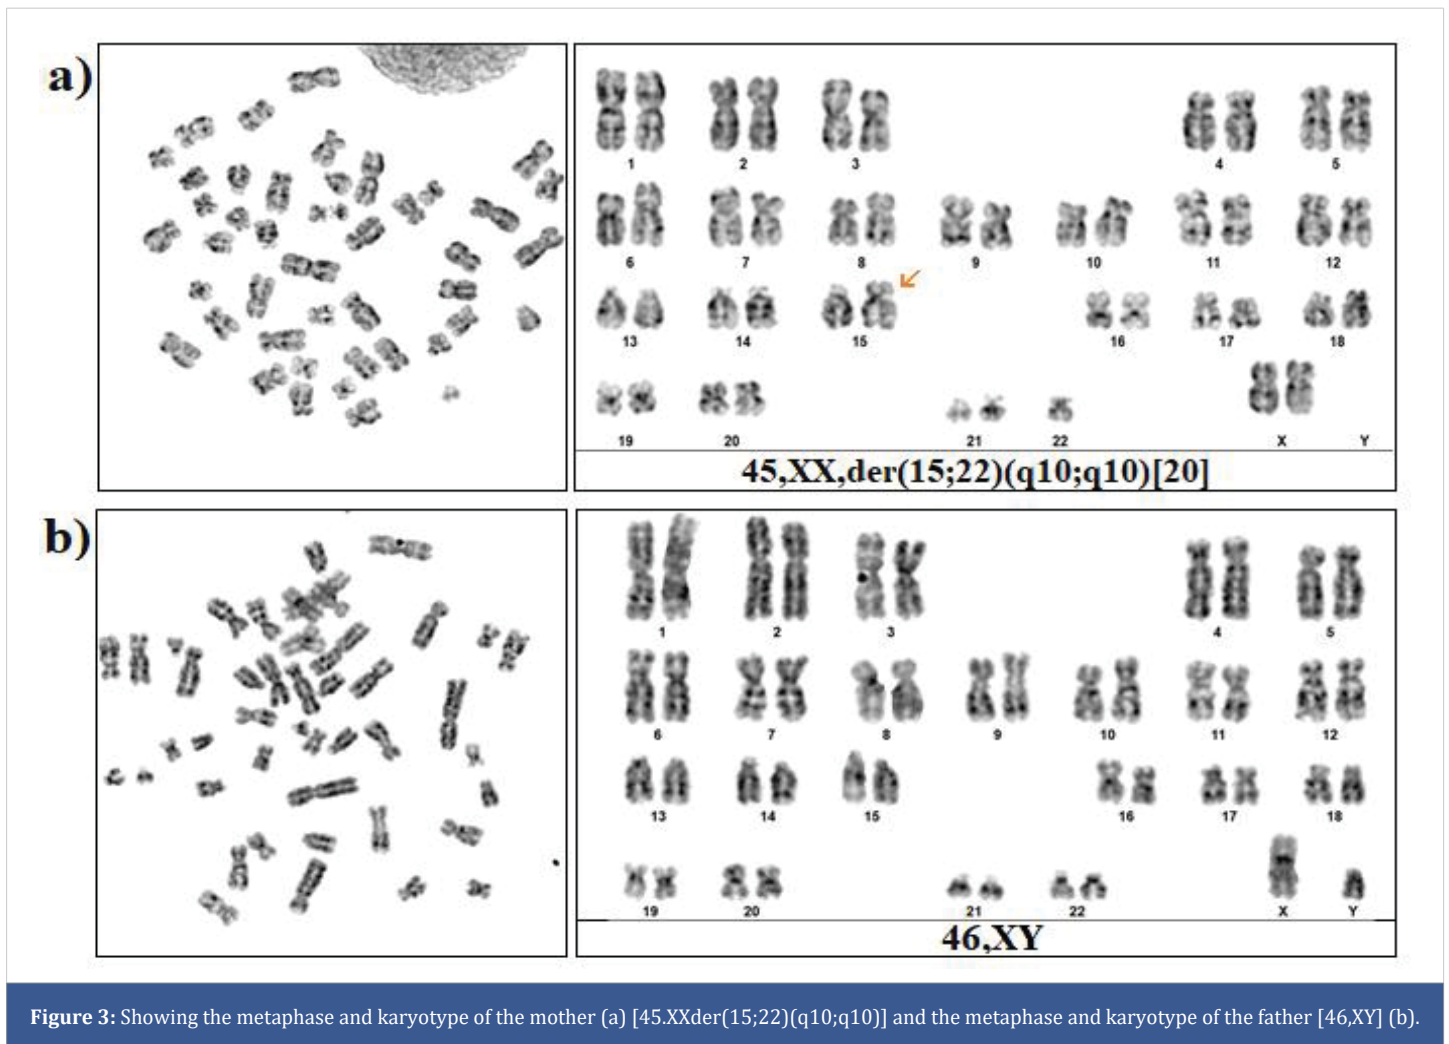 a)
1 2 3 4 5
6 7 8 9 10 11 12
13 14 15 16 17 18
19 20 21 22 X Y
45,XX,der(15;22)(q10;q10)[20]
b)
1 2 3 4 5
6 7 8 9 10 11 12
13 14 15 16 17 18
19 20 21 22 X Y
46,XY
Figure 3: Showing the metaphase and karyotype of the mother (a) [45.XXder(15;22)(q10;q10)] and the metaphase and karyotype of the father [46,XY] (b).